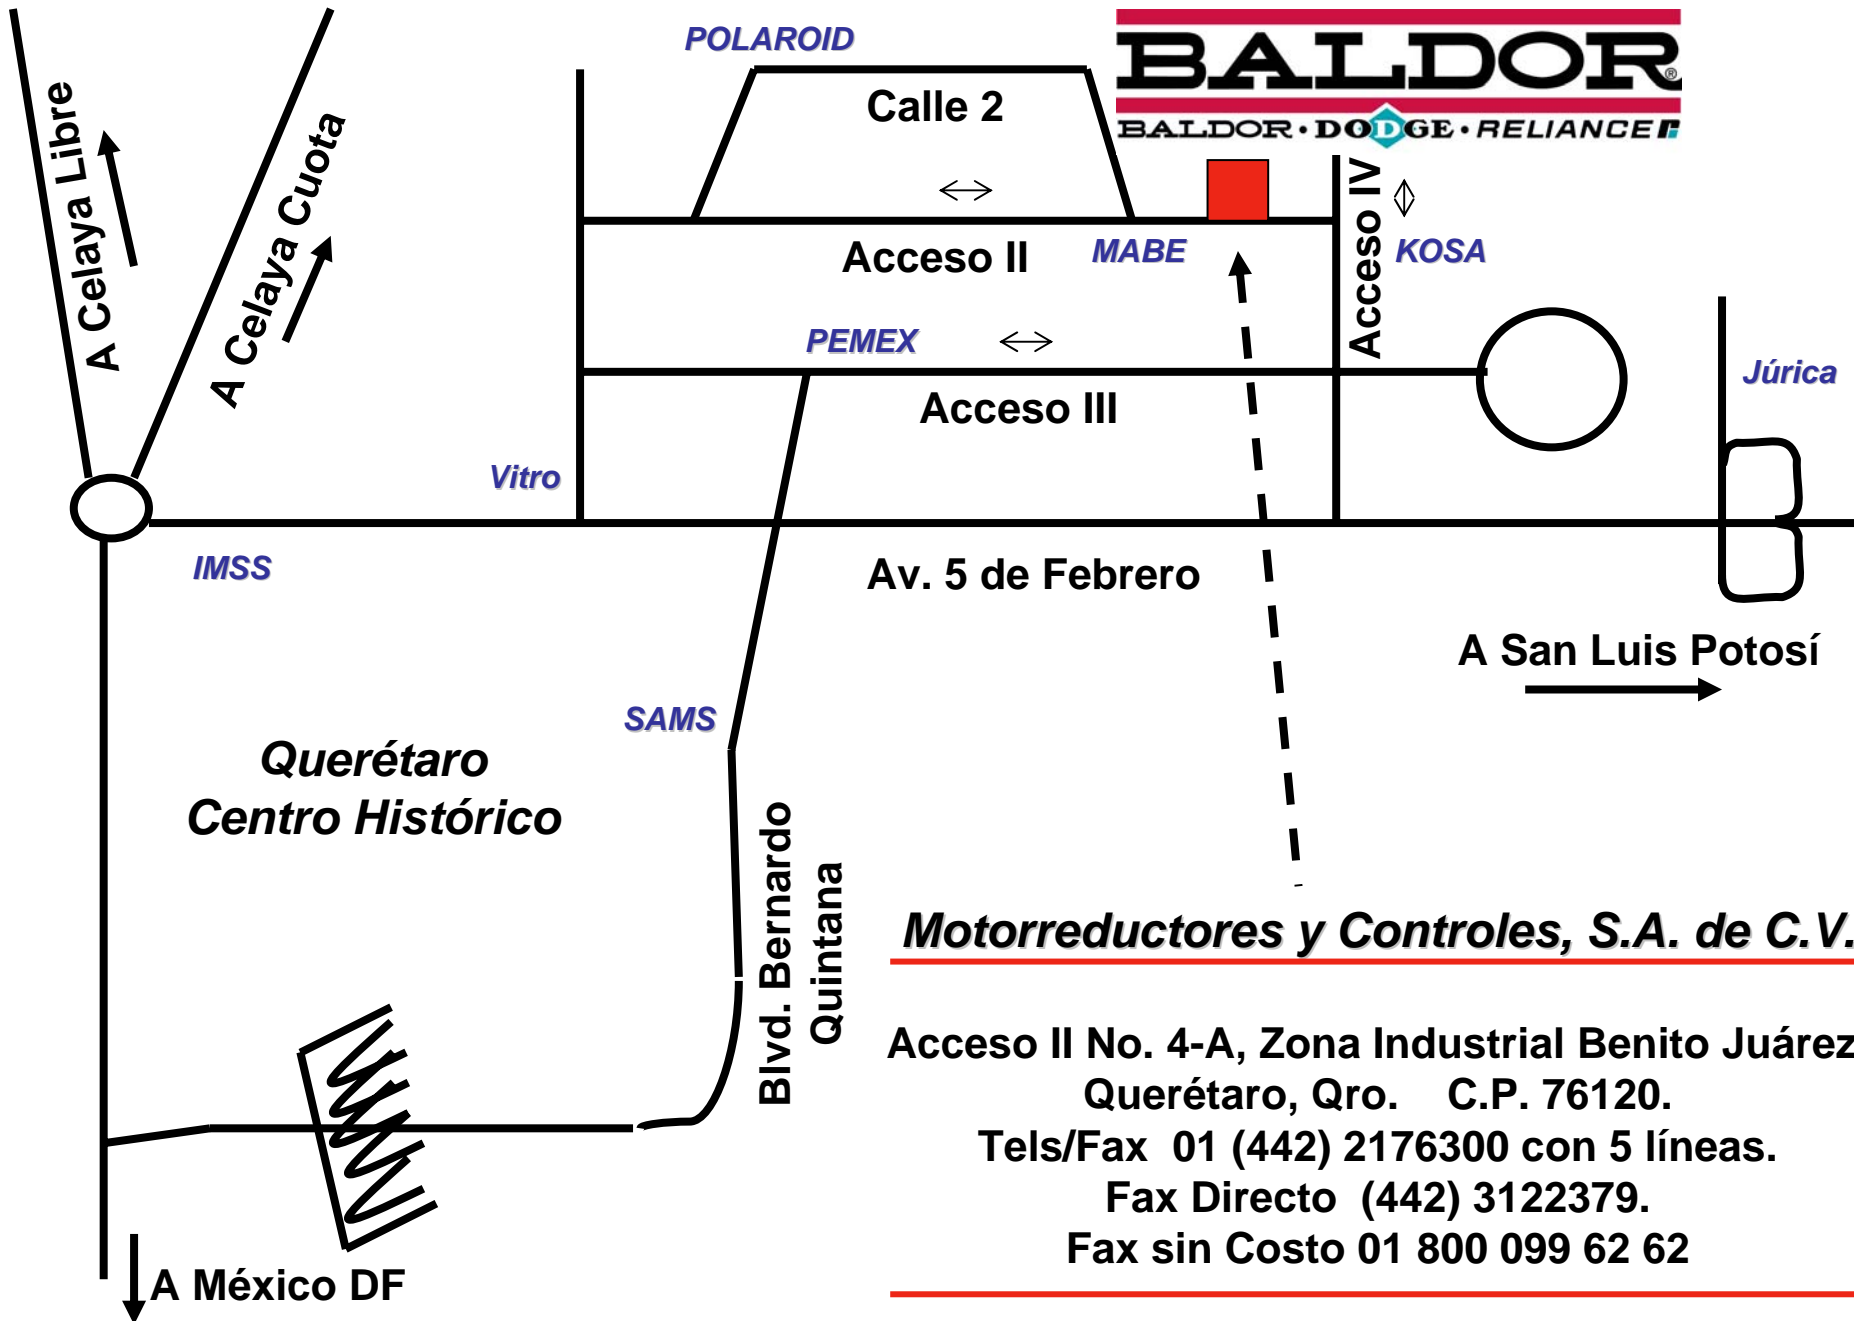 POLAROID
BALDOR®
BALDOR • DODGE • RELIANCE
Calle 2
A Celaya Libre
A Celaya Cuota
Acceso IV
Acceso II
MABE
KOSA
PEMEX
Júrica
Acceso III
Vitro
IMSS
Av. 5 de Febrero
A San Luis Potosí
SAMS
Querétaro
Centro Histórico
Blvd. Bernardo
Quintana
Motorreductores y Controles, S.A. de C.V.
Acceso II No. 4-A, Zona Industrial Benito Juárez
Querétaro, Qro. C.P. 76120.
Tels/Fax 01 (442) 2176300 con 5 líneas.
Fax Directo (442) 3122379.
Fax sin Costo 01 800 099 62 62
A México DF